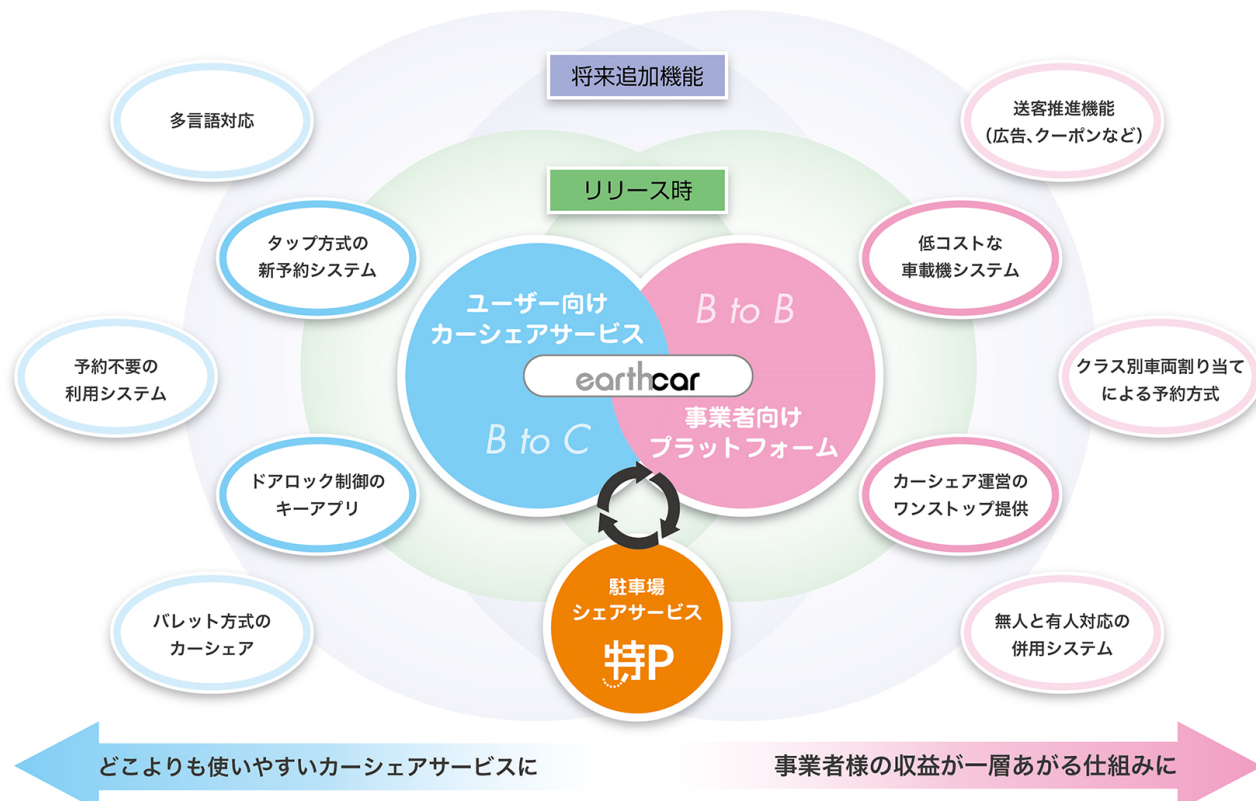 将来追加機能
多言語対応
送客推進機能
（広告、クーポンなど）
リリース時
タップ方式の
新予約システム
低コストな
車載機システム
ユーザー向け
カーシェアサービス
B to B
予約不要の
利用システム
earthcar
クラス別車両割り当て
による予約方式
B to C
事業者向け
プラットフォーム
ドアロック制御の
キーアプリ
カーシェア運営の
ワンストップ提供
駐車場
シェアサービス
特P
バレット方式の
カーシェア
無人と有人対応の
併用システム
どこよりも使いやすいカーシェアサービスに
事業者様の収益が一層あがる仕組みに